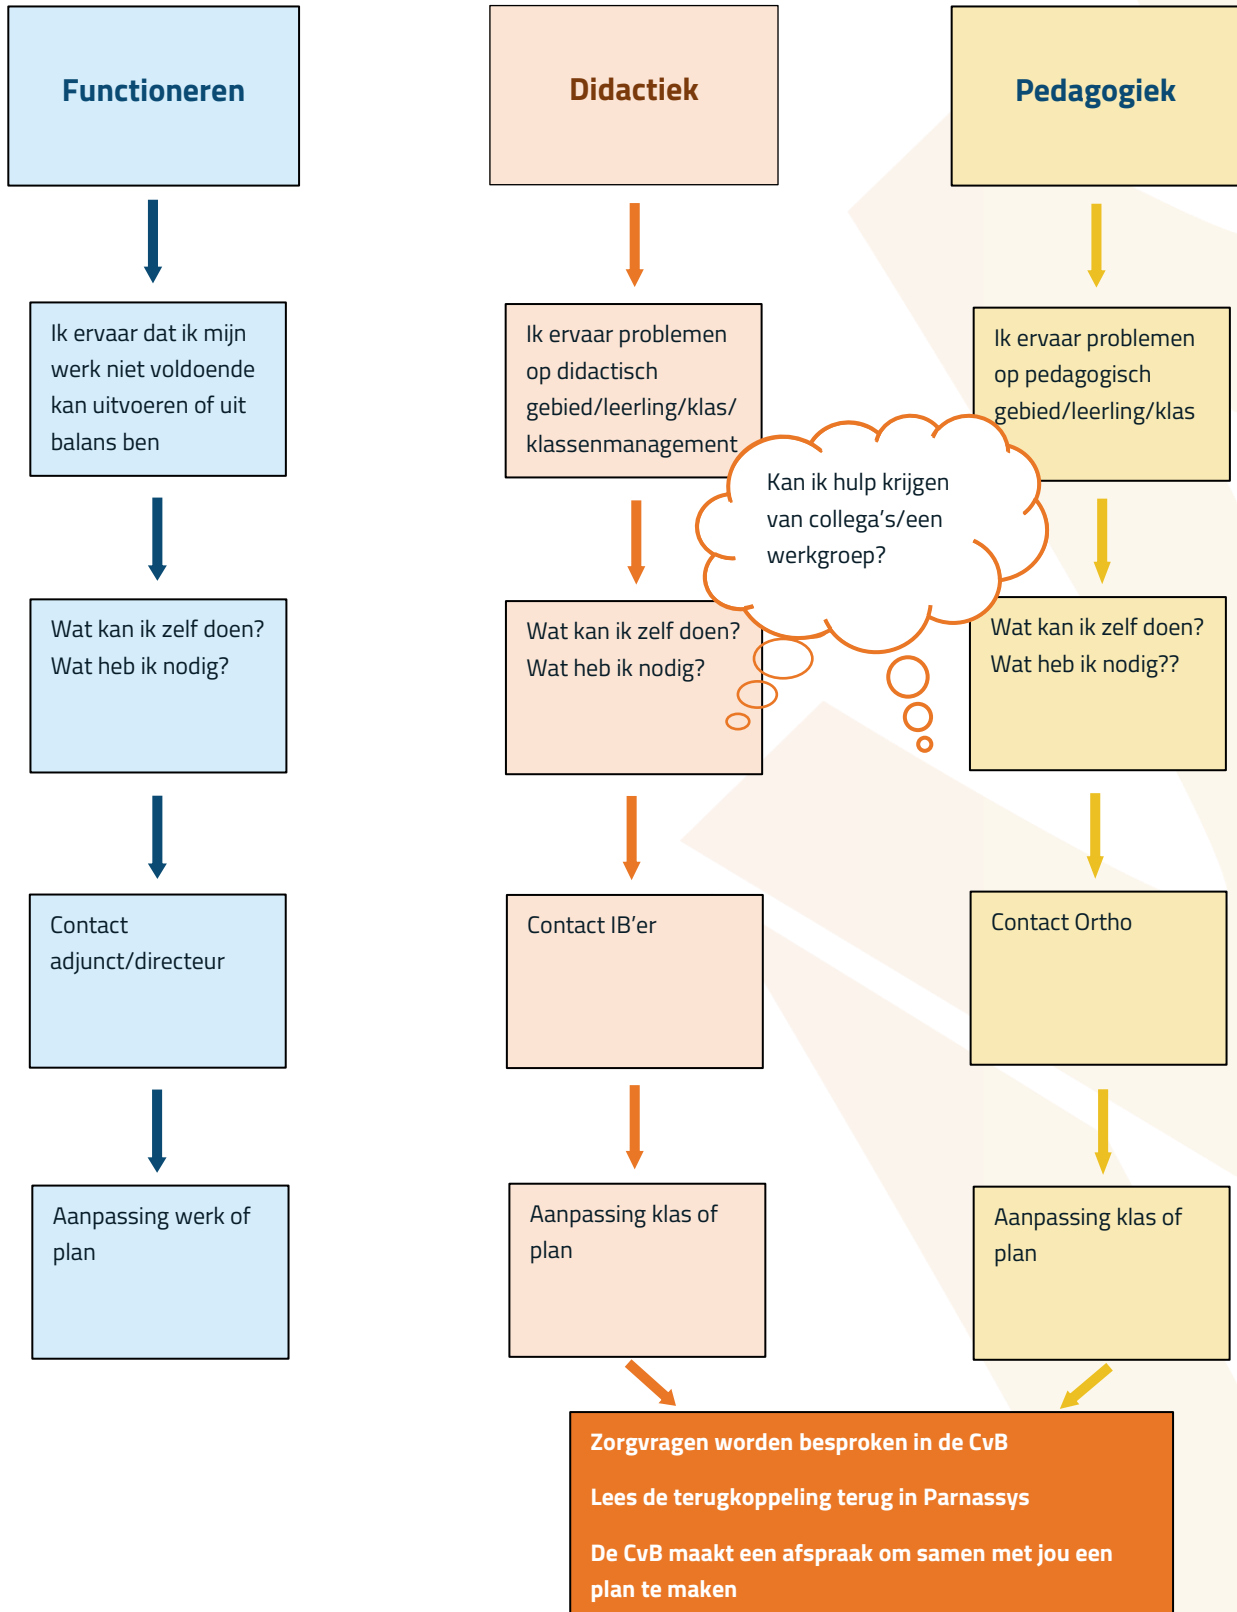 Functioneren
Didactiek
Pedagogiek
Ik ervaar dat ik mijn
werk niet voldoende
kan uitvoeren of uit
balans ben
Ik ervaar problemen
op didactisch
gebied/leerling/klas/
klassenmanagement
Ik ervaar problemen
op pedagogisch
gebied/leerling/klas
Kan ik hulp krijgen
van collega’s/een
werkgroep?
Wat kan ik zelf doen?
Wat heb ik nodig?
Wat kan ik zelf doen?
Wat heb ik nodig?
Wat kan ik zelf doen?
Wat heb ik nodig??
Contact
adjunct/directeur
Contact IB’er
Contact Ortho
Aanpassing werk of
plan
Aanpassing klas of
plan
Aanpassing klas of
plan
Zorgvragen worden besproken in de CvB
Lees de terugkoppeling terug in Parnassys
De CvB maakt een afspraak om samen met jou een
plan te maken